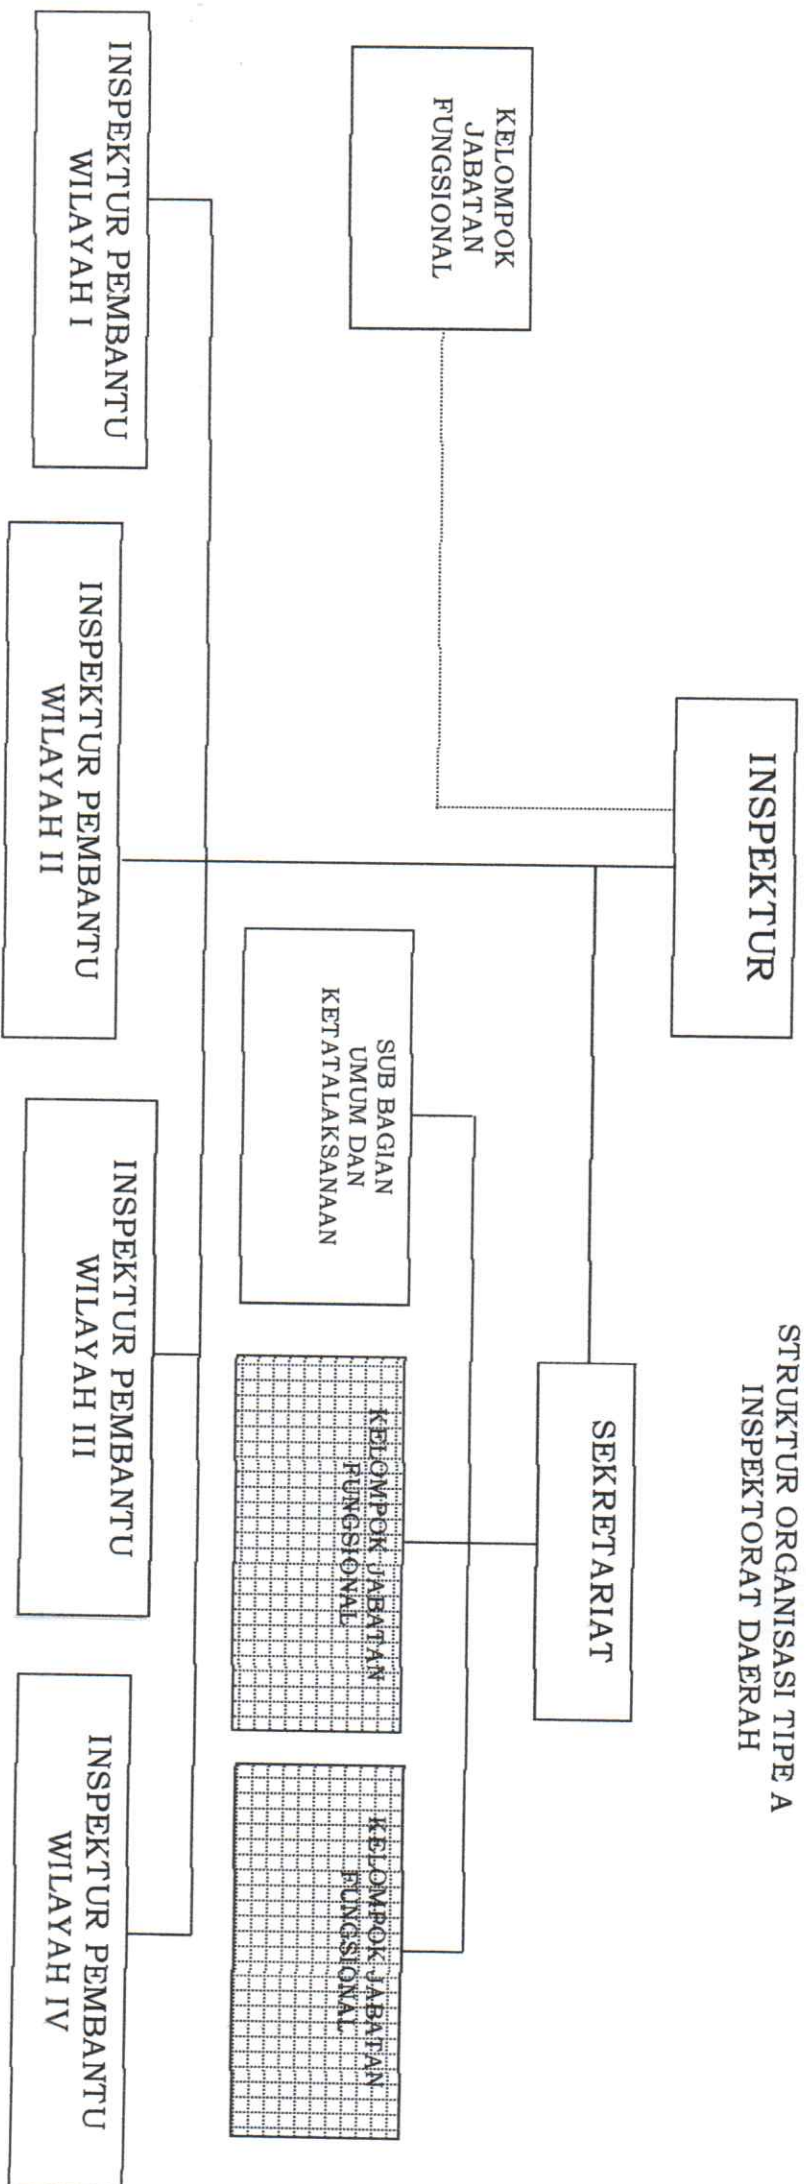 STRUKTUR ORGANISASI TIPE A
INSPEKTORAT DAERAH
INSPEKTUR
KELOMPOK
JABATAN
FUNGSIONAL
SEKRETARIAT
SUB BAGIAN
UMUM DAN
KETATALAKSANAAN
KELOMPOK JABATAN
FUNGSIONAL
KELOMPOK JABATAN
FUNGSIONAL
INSPEKTUR PEMBANTU
WILAYAH I
INSPEKTUR PEMBANTU
WILAYAH II
INSPEKTUR PEMBANTU
WILAYAH III
INSPEKTUR PEMBANTU
WILAYAH IV